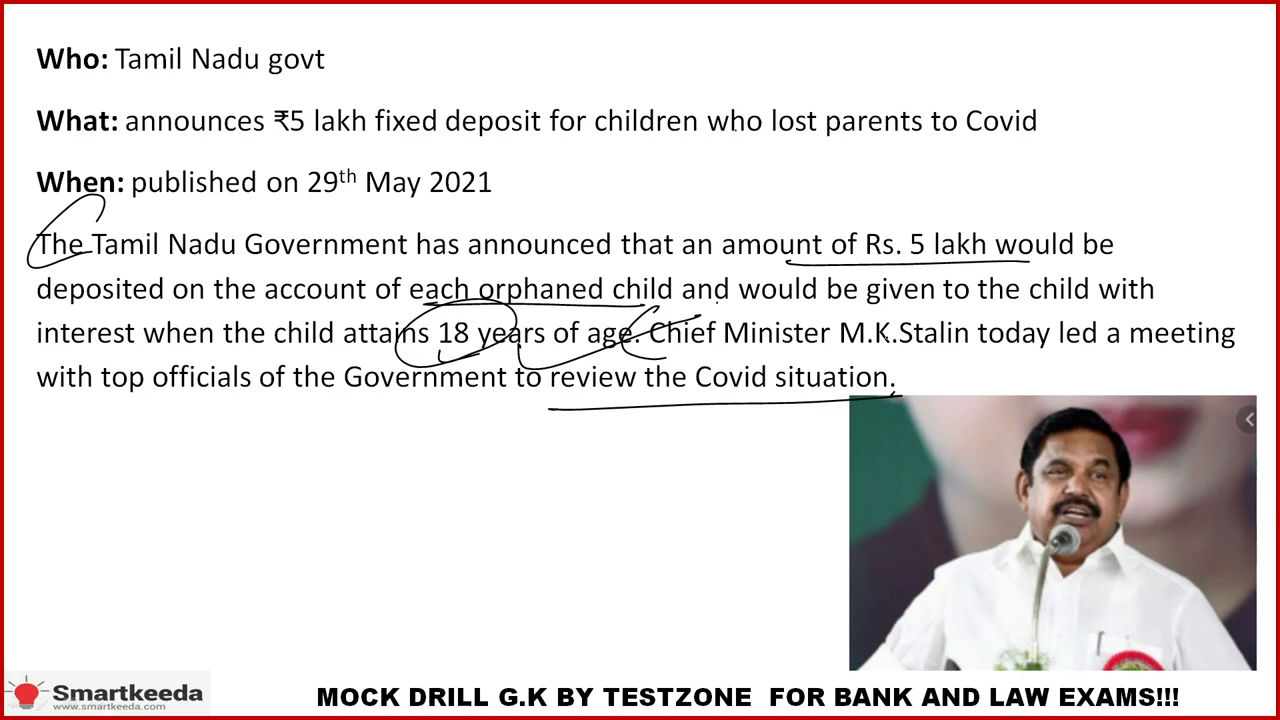 Who: Tamil Nadu govt
What: announces ₹5 lakh fixed deposit for children who lost parents to Covid
When: published on 29th May 2021
The Tamil Nadu Government has announced that an amount of Rs. 5 lakh would be
deposited on the account of each orphaned child and would be given to the child with
interest when the child attains 18 years of age. Chief Minister M.K.Stalin today led a meeting
with top officials of the Government to review the Covid situation.
Smartkeeda
www.smartkeeda.com
MOCK DRILL G.K BY TESTZONE FOR BANK AND LAW EXAMS!!!